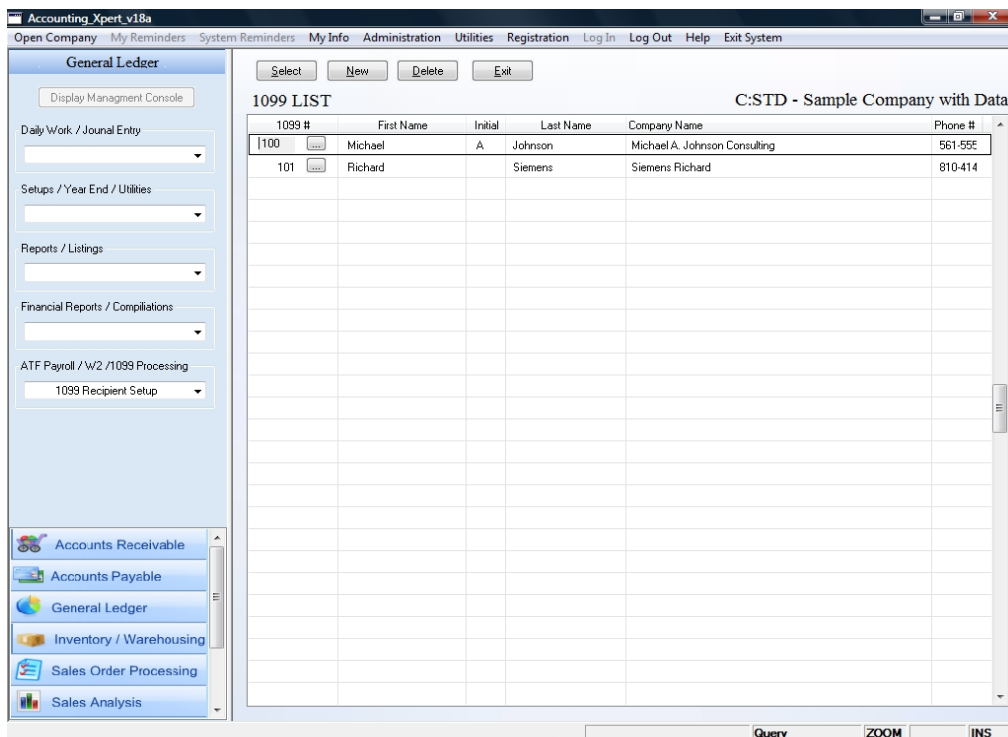 Accounting_Xpert_v18a
Open Company My Reminders System Reminders My Info Administration Utilities Registration Log In Log Out Help Exit System
General Ledger
Display Managment Console
Daily Work / Jounal Entry
Setups / Year End / Utilities
Reports / Listings
Financial Reports / Compiliations
ATF Payroll / W2 /1099 Processing
1099 Recipient Setup
Accounts Receivable
Accounts Payable
General Ledger
Inventory / Warehousing
Sales Order Processing
Sales Analysis
Select New Delete Exit
1099 LIST C:STD - Sample Company with Data
1099 # First Name Initial Last Name Company Name Phone #
100 ... Michael A Johnson Michael A. Johnson Consulting 561-555
101 ... Richard Siemens Siemens Richard 810-414
Query ZOOM INS